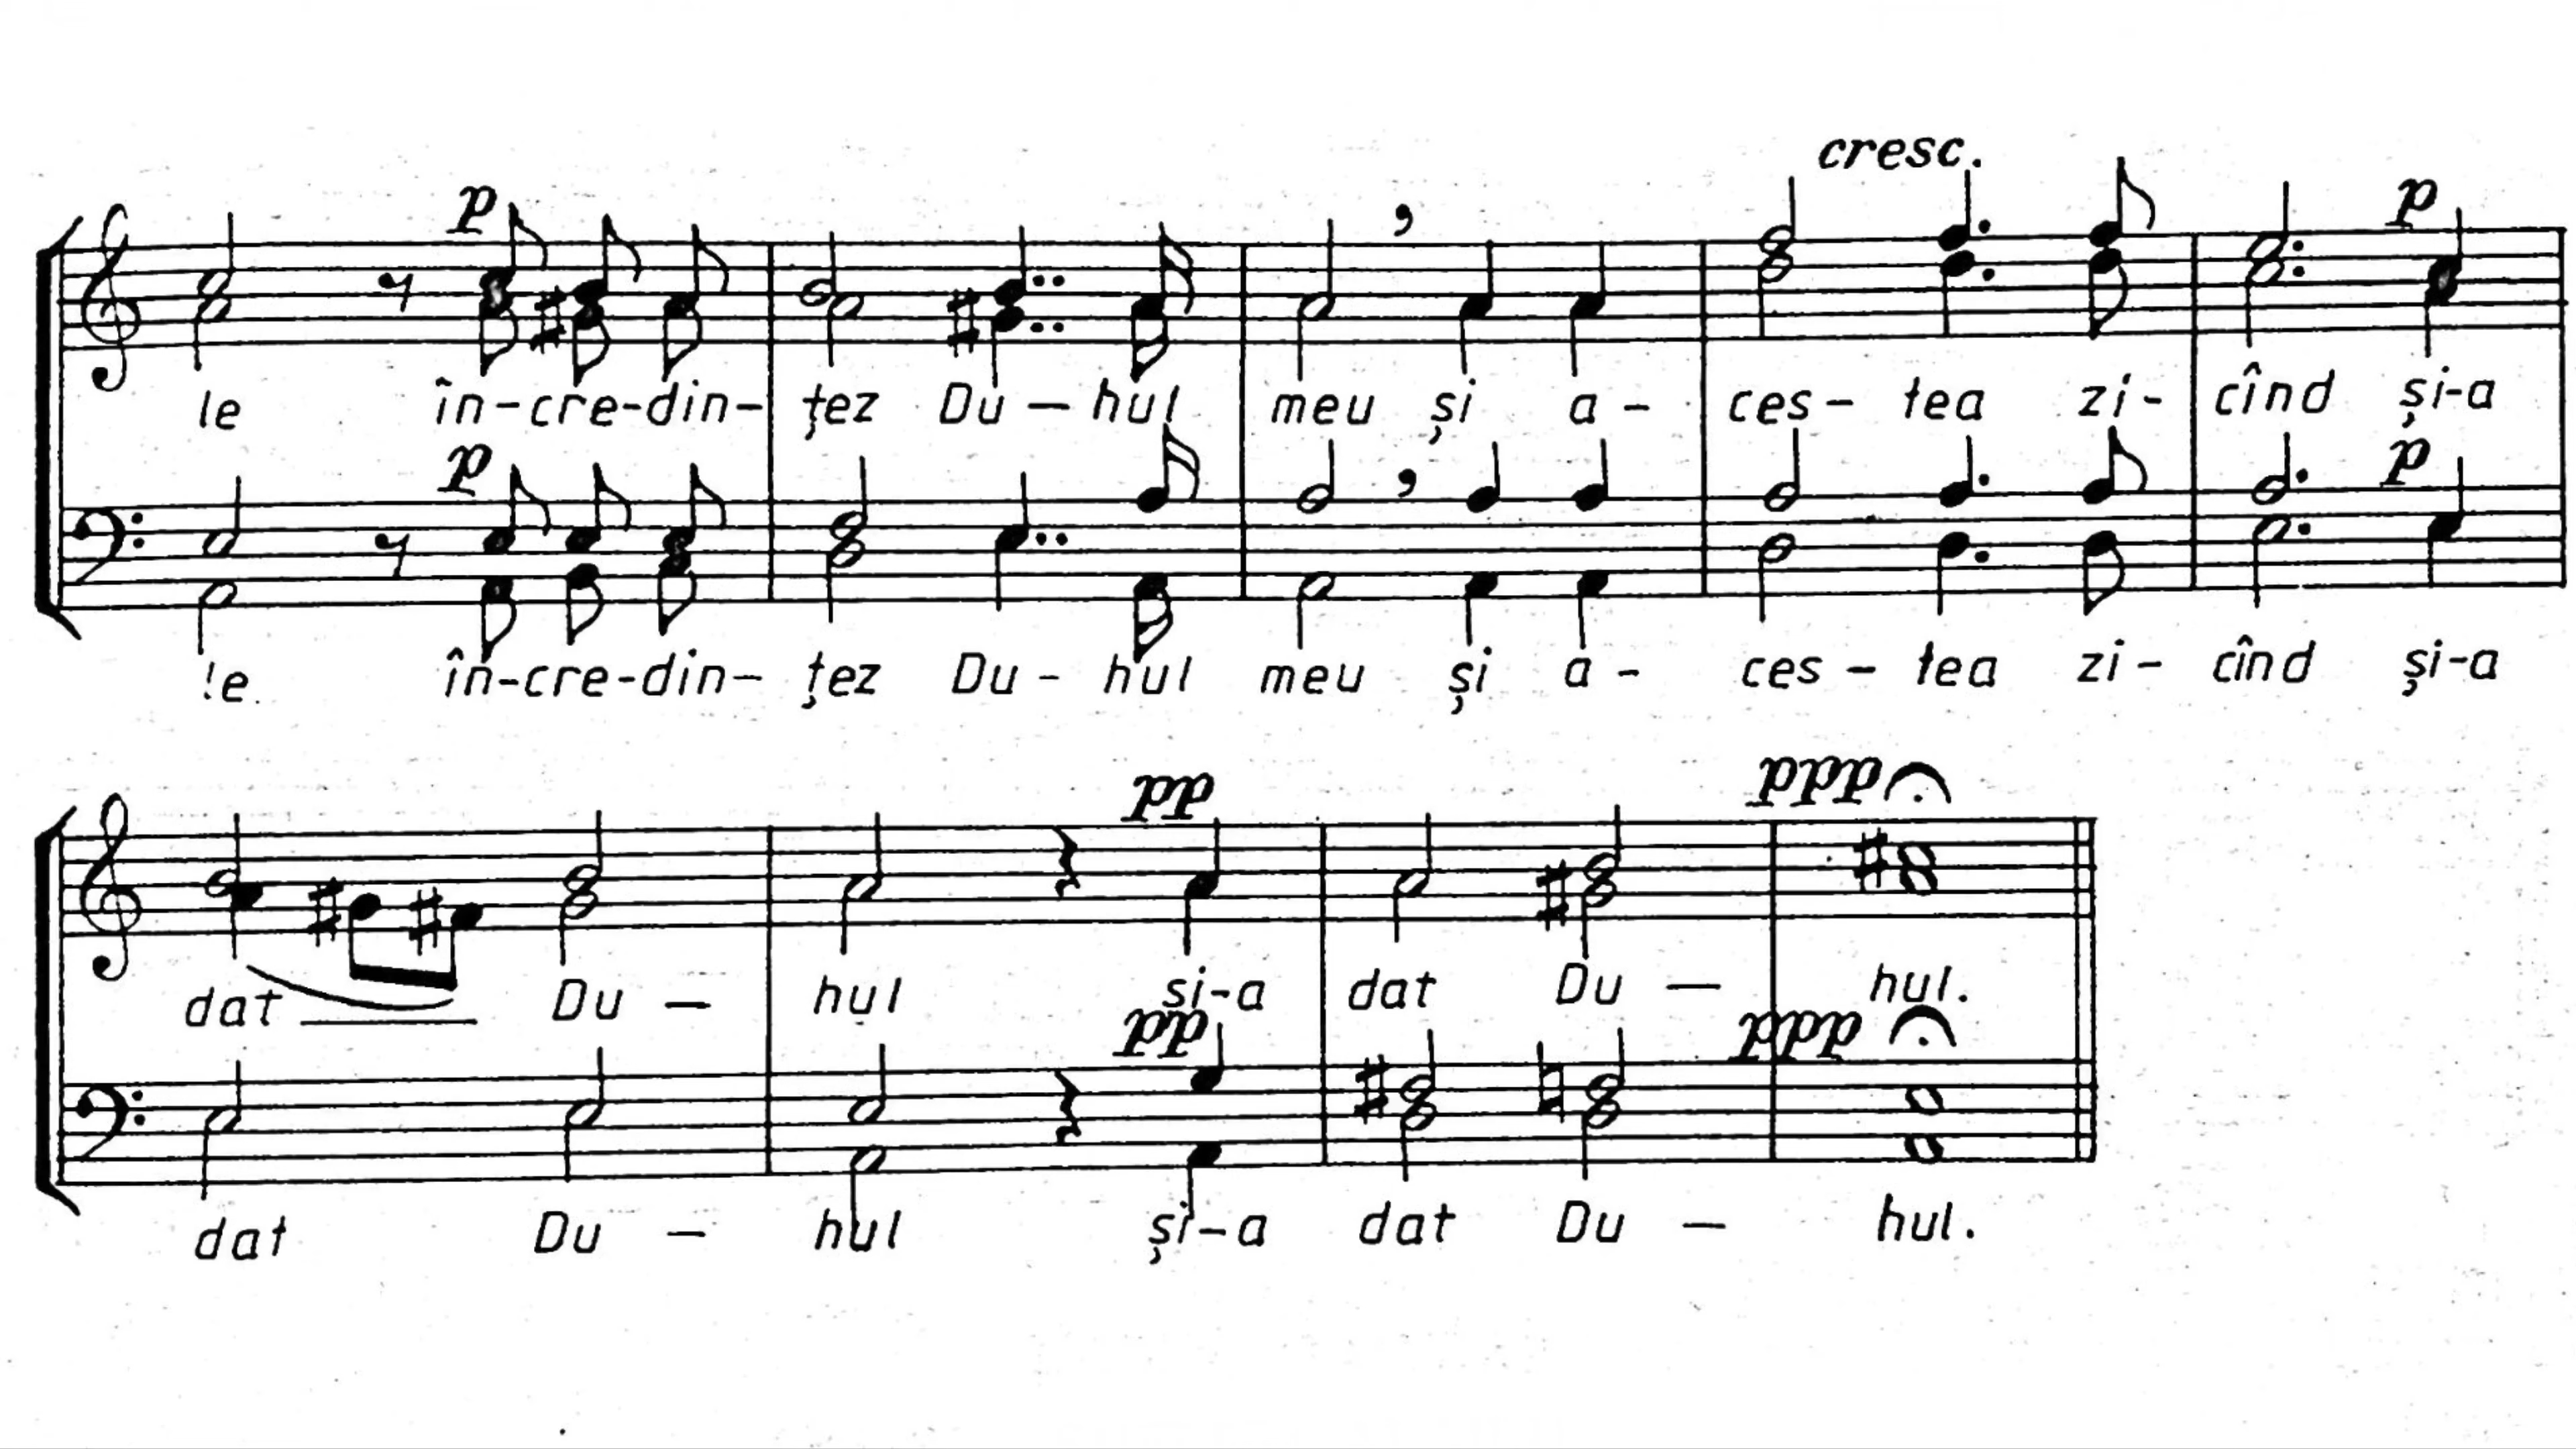 cresc.
p p
le în-cre-din- țez Du - hul meu și a - ces - tea zi - cînd și-a
p p
le. în-cre-din- țez Du - hul meu și a - ces - tea zi - cînd și-a
pp ppp
dat Du - hul si-a dat Du - hul.
pp ppp
dat Du - hul și-a dat Du - hul.